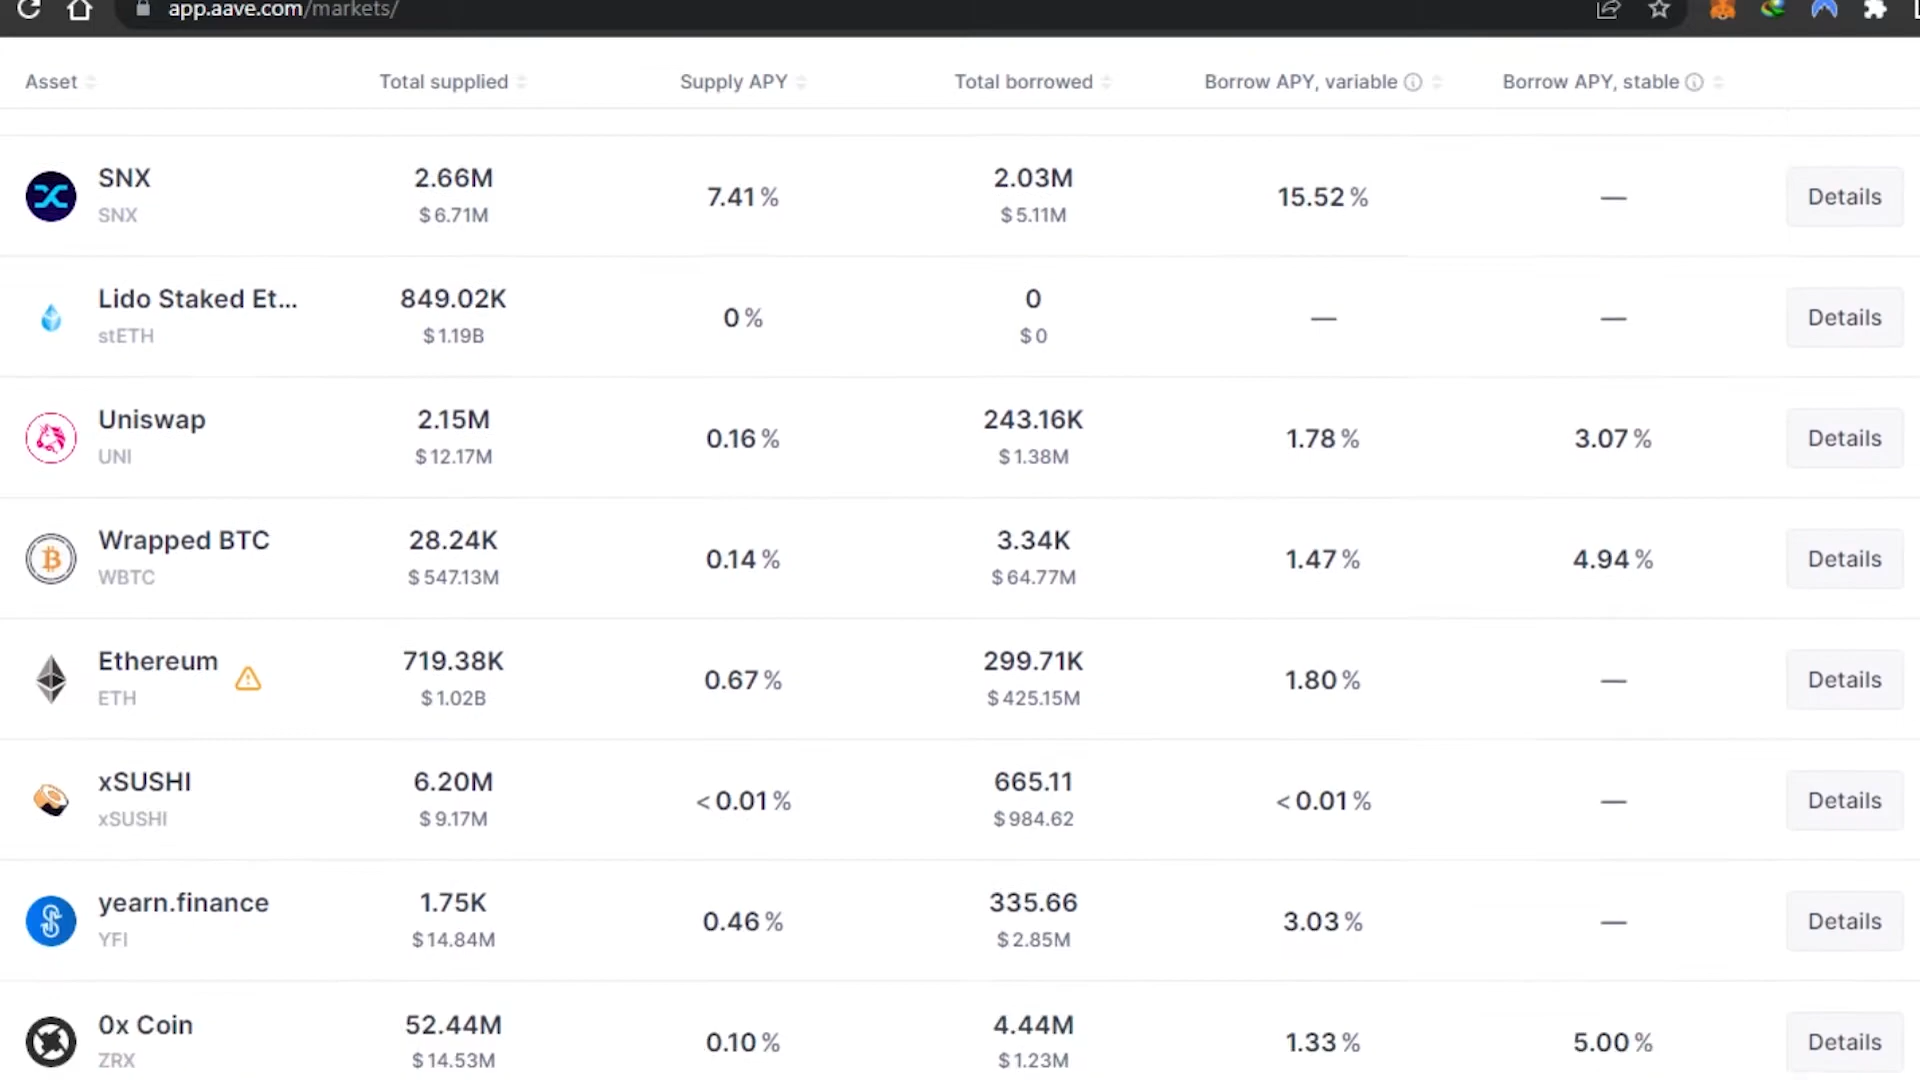 app.aave.com/markets/
Asset Total supplied Supply APY Total borrowed Borrow APY, variable Borrow APY, stable
SNX
SNX
2.66M
$ 6.71M
7.41 %
2.03M
$ 5.11M
15.52 %
—
Details
Lido Staked Et...
stETH
849.02K
$ 1.19B
0 %
0
$ 0
—
—
Details
Uniswap
UNI
2.15M
$ 12.17M
0.16 %
243.16K
$ 1.38M
1.78 %
3.07 %
Details
Wrapped BTC
WBTC
28.24K
$ 547.13M
0.14 %
3.34K
$ 64.77M
1.47 %
4.94 %
Details
Ethereum
ETH
719.38K
$ 1.02B
0.67 %
299.71K
$ 425.15M
1.80 %
—
Details
xSUSHI
xSUSHI
6.20M
$ 9.17M
< 0.01 %
665.11
$ 984.62
< 0.01 %
—
Details
yearn.finance
YFI
1.75K
$ 14.84M
0.46 %
335.66
$ 2.85M
3.03 %
—
Details
0x Coin
ZRX
52.44M
$ 14.53M
0.10 %
4.44M
$ 1.23M
1.33 %
5.00 %
Details